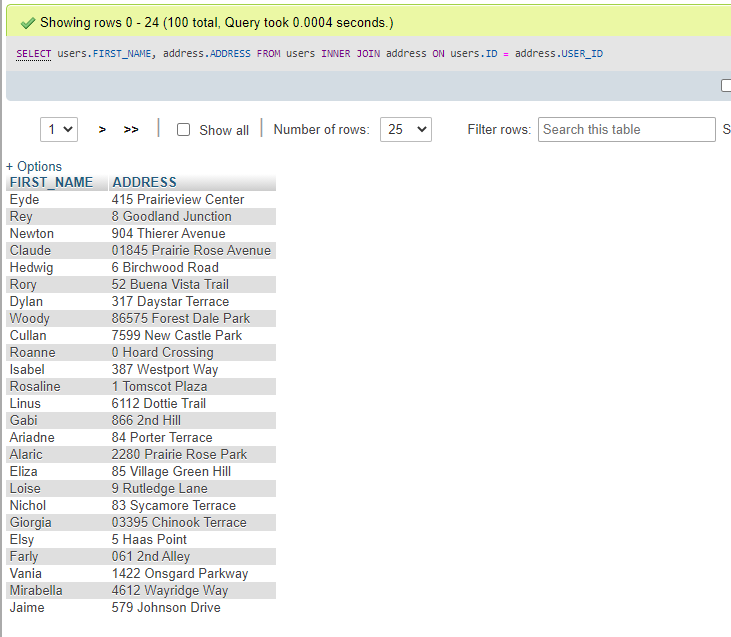 Showing rows 0 - 24 (100 total, Query took 0.0004 seconds.)
SELECT users.FIRST_NAME, address.ADDRESS FROM users INNER JOIN address ON users.ID = address.USER_ID
1 > >> Show all Number of rows: 25 Filter rows: Search this table S
+ Options
FIRST_NAME ADDRESS
Eyde 415 Prairieview Center
Rey 8 Goodland Junction
Newton 904 Thierer Avenue
Claude 01845 Prairie Rose Avenue
Hedwig 6 Birchwood Road
Rory 52 Buena Vista Trail
Dylan 317 Daystar Terrace
Woody 86575 Forest Dale Park
Cullan 7599 New Castle Park
Roanne 0 Hoard Crossing
Isabel 387 Westport Way
Rosaline 1 Tomscot Plaza
Linus 6112 Dottie Trail
Gabi 866 2nd Hill
Ariadne 84 Porter Terrace
Alaric 2280 Prairie Rose Park
Eliza 85 Village Green Hill
Loise 9 Rutledge Lane
Nichol 83 Sycamore Terrace
Giorgia 03395 Chinook Terrace
Elsy 5 Haas Point
Farly 061 2nd Alley
Vania 1422 Onsgard Parkway
Mirabella 4612 Wayridge Way
Jaime 579 Johnson Drive